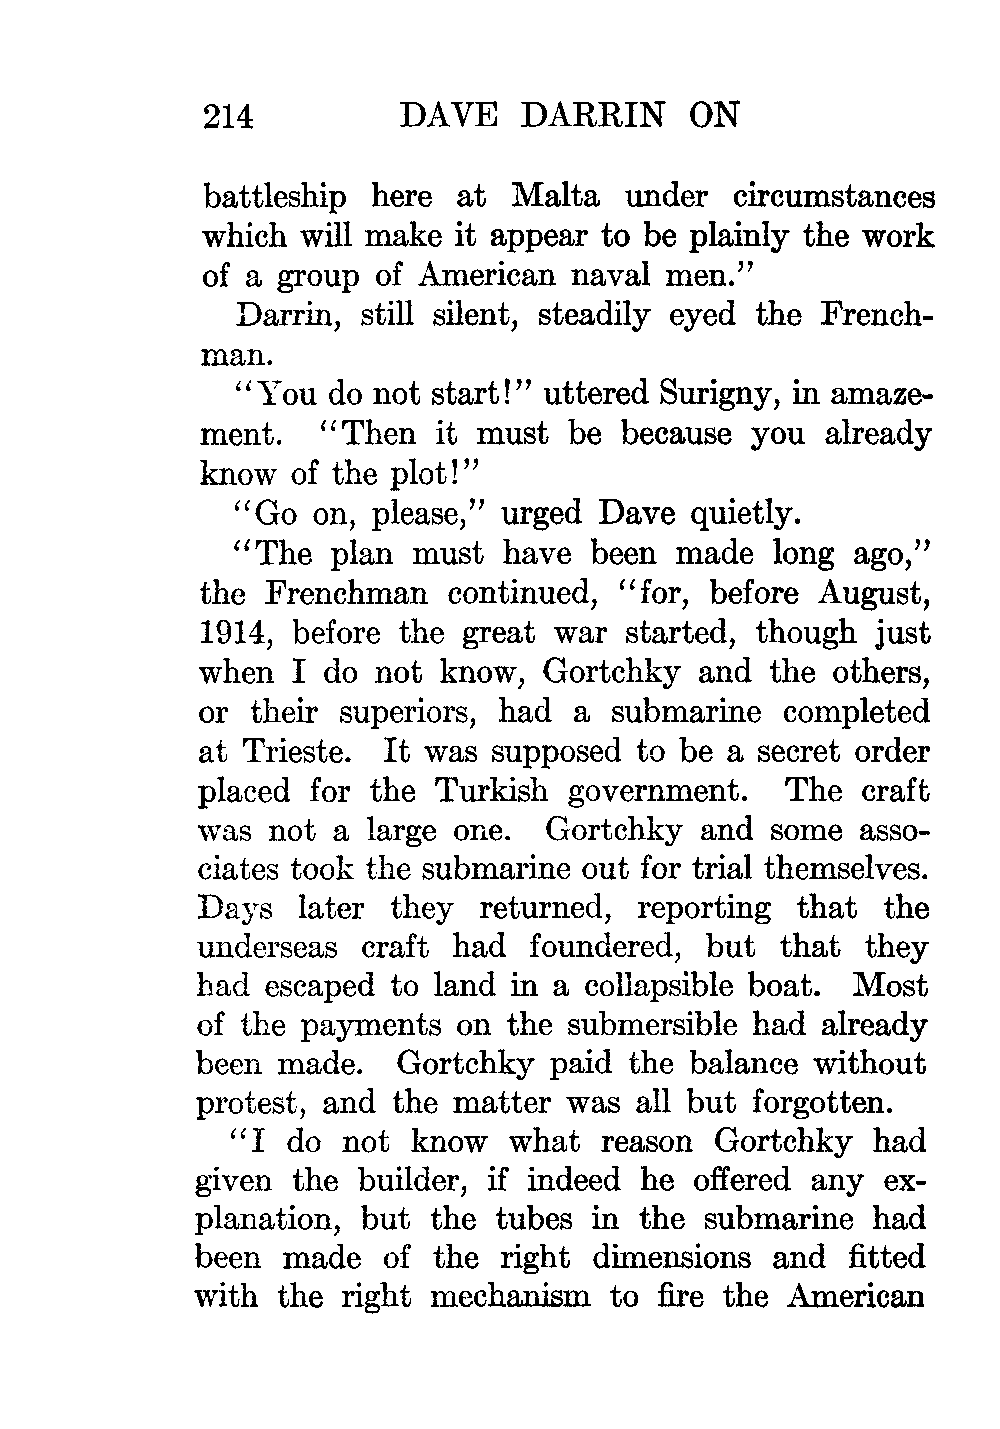 214 DAVE DARRIN ON
battleship here at Malta under circumstances
which will make it appear to be plainly the work
of a group of American naval men."
Darrin, still silent, steadily eyed the French-
man.
"You do not start!" uttered Surigny, in amaze-
ment. "Then it must be because you already
know of the plot!"
"Go on, please," urged Dave quietly.
"The plan must have been made long ago,"
the Frenchman continued, "for, before August,
1914, before the great war started, though just
when I do not know, Gortchky and the others,
or their superiors, had a submarine completed
at Trieste. It was supposed to be a secret order
placed for the Turkish government. The craft
was not a large one. Gortchky and some asso-
ciates took the submarine out for trial themselves.
Days later they returned, reporting that the
underseas craft had foundered, but that they
had escaped to land in a collapsible boat. Most
of the payments on the submersible had already
been made. Gortchky paid the balance without
protest, and the matter was all but forgotten.
"I do not know what reason Gortchky had
given the builder, if indeed he offered any ex-
planation, but the tubes in the submarine had
been made of the right dimensions and fitted
with the right mechanism to fire the American